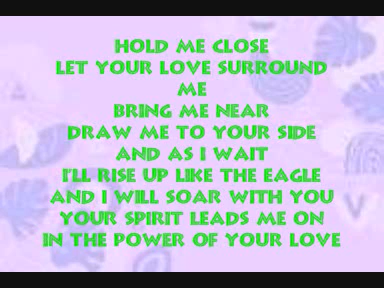 HOLD ME CLOSE
LET YOUR LOVE SURROUND
ME
BRING ME NEAR
DRAW ME TO YOUR SIDE
AND AS I WAIT
I'LL RISE UP LIKE THE EAGLE
AND I WILL SOAR WITH YOU
YOUR SPIRIT LEADS ME ON
IN THE POWER OF YOUR LOVE